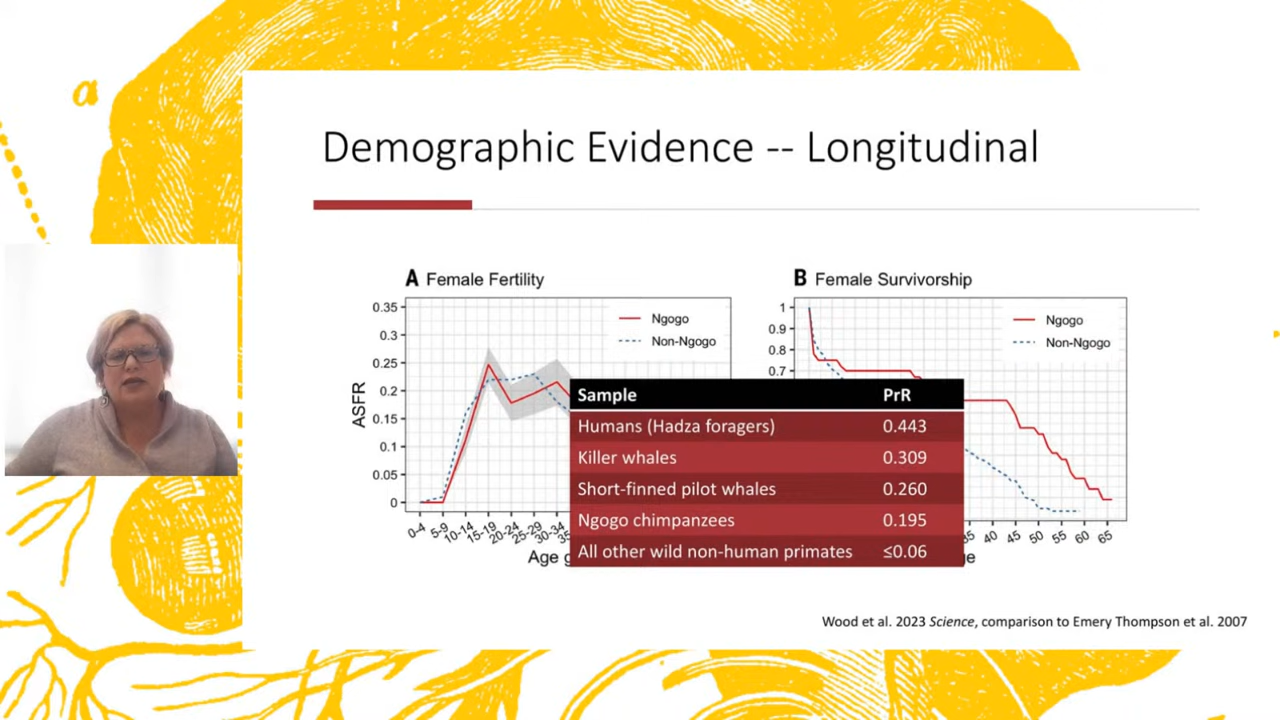 a
Demographic Evidence -- Longitudinal
A Female Fertility
0.35
0.3
0.25
0.2
0.15
0.1
0.05
0
ASFR
Ngogo
Non-Ngogo
0-4
5-9
10-14
15-19
20-24
25-29
30-34
Age
B Female Survivorship
1
0.9
0.8
0.7
Ngogo
Non-Ngogo
40
45
50
55
60
65
Sample PrR
Humans (Hadza foragers) 0.443
Killer whales 0.309
Short-finned pilot whales 0.260
Ngogo chimpanzees 0.195
All other wild non-human primates ≤0.06
Wood et al. 2023 Science, comparison to Emery Thompson et al. 2007